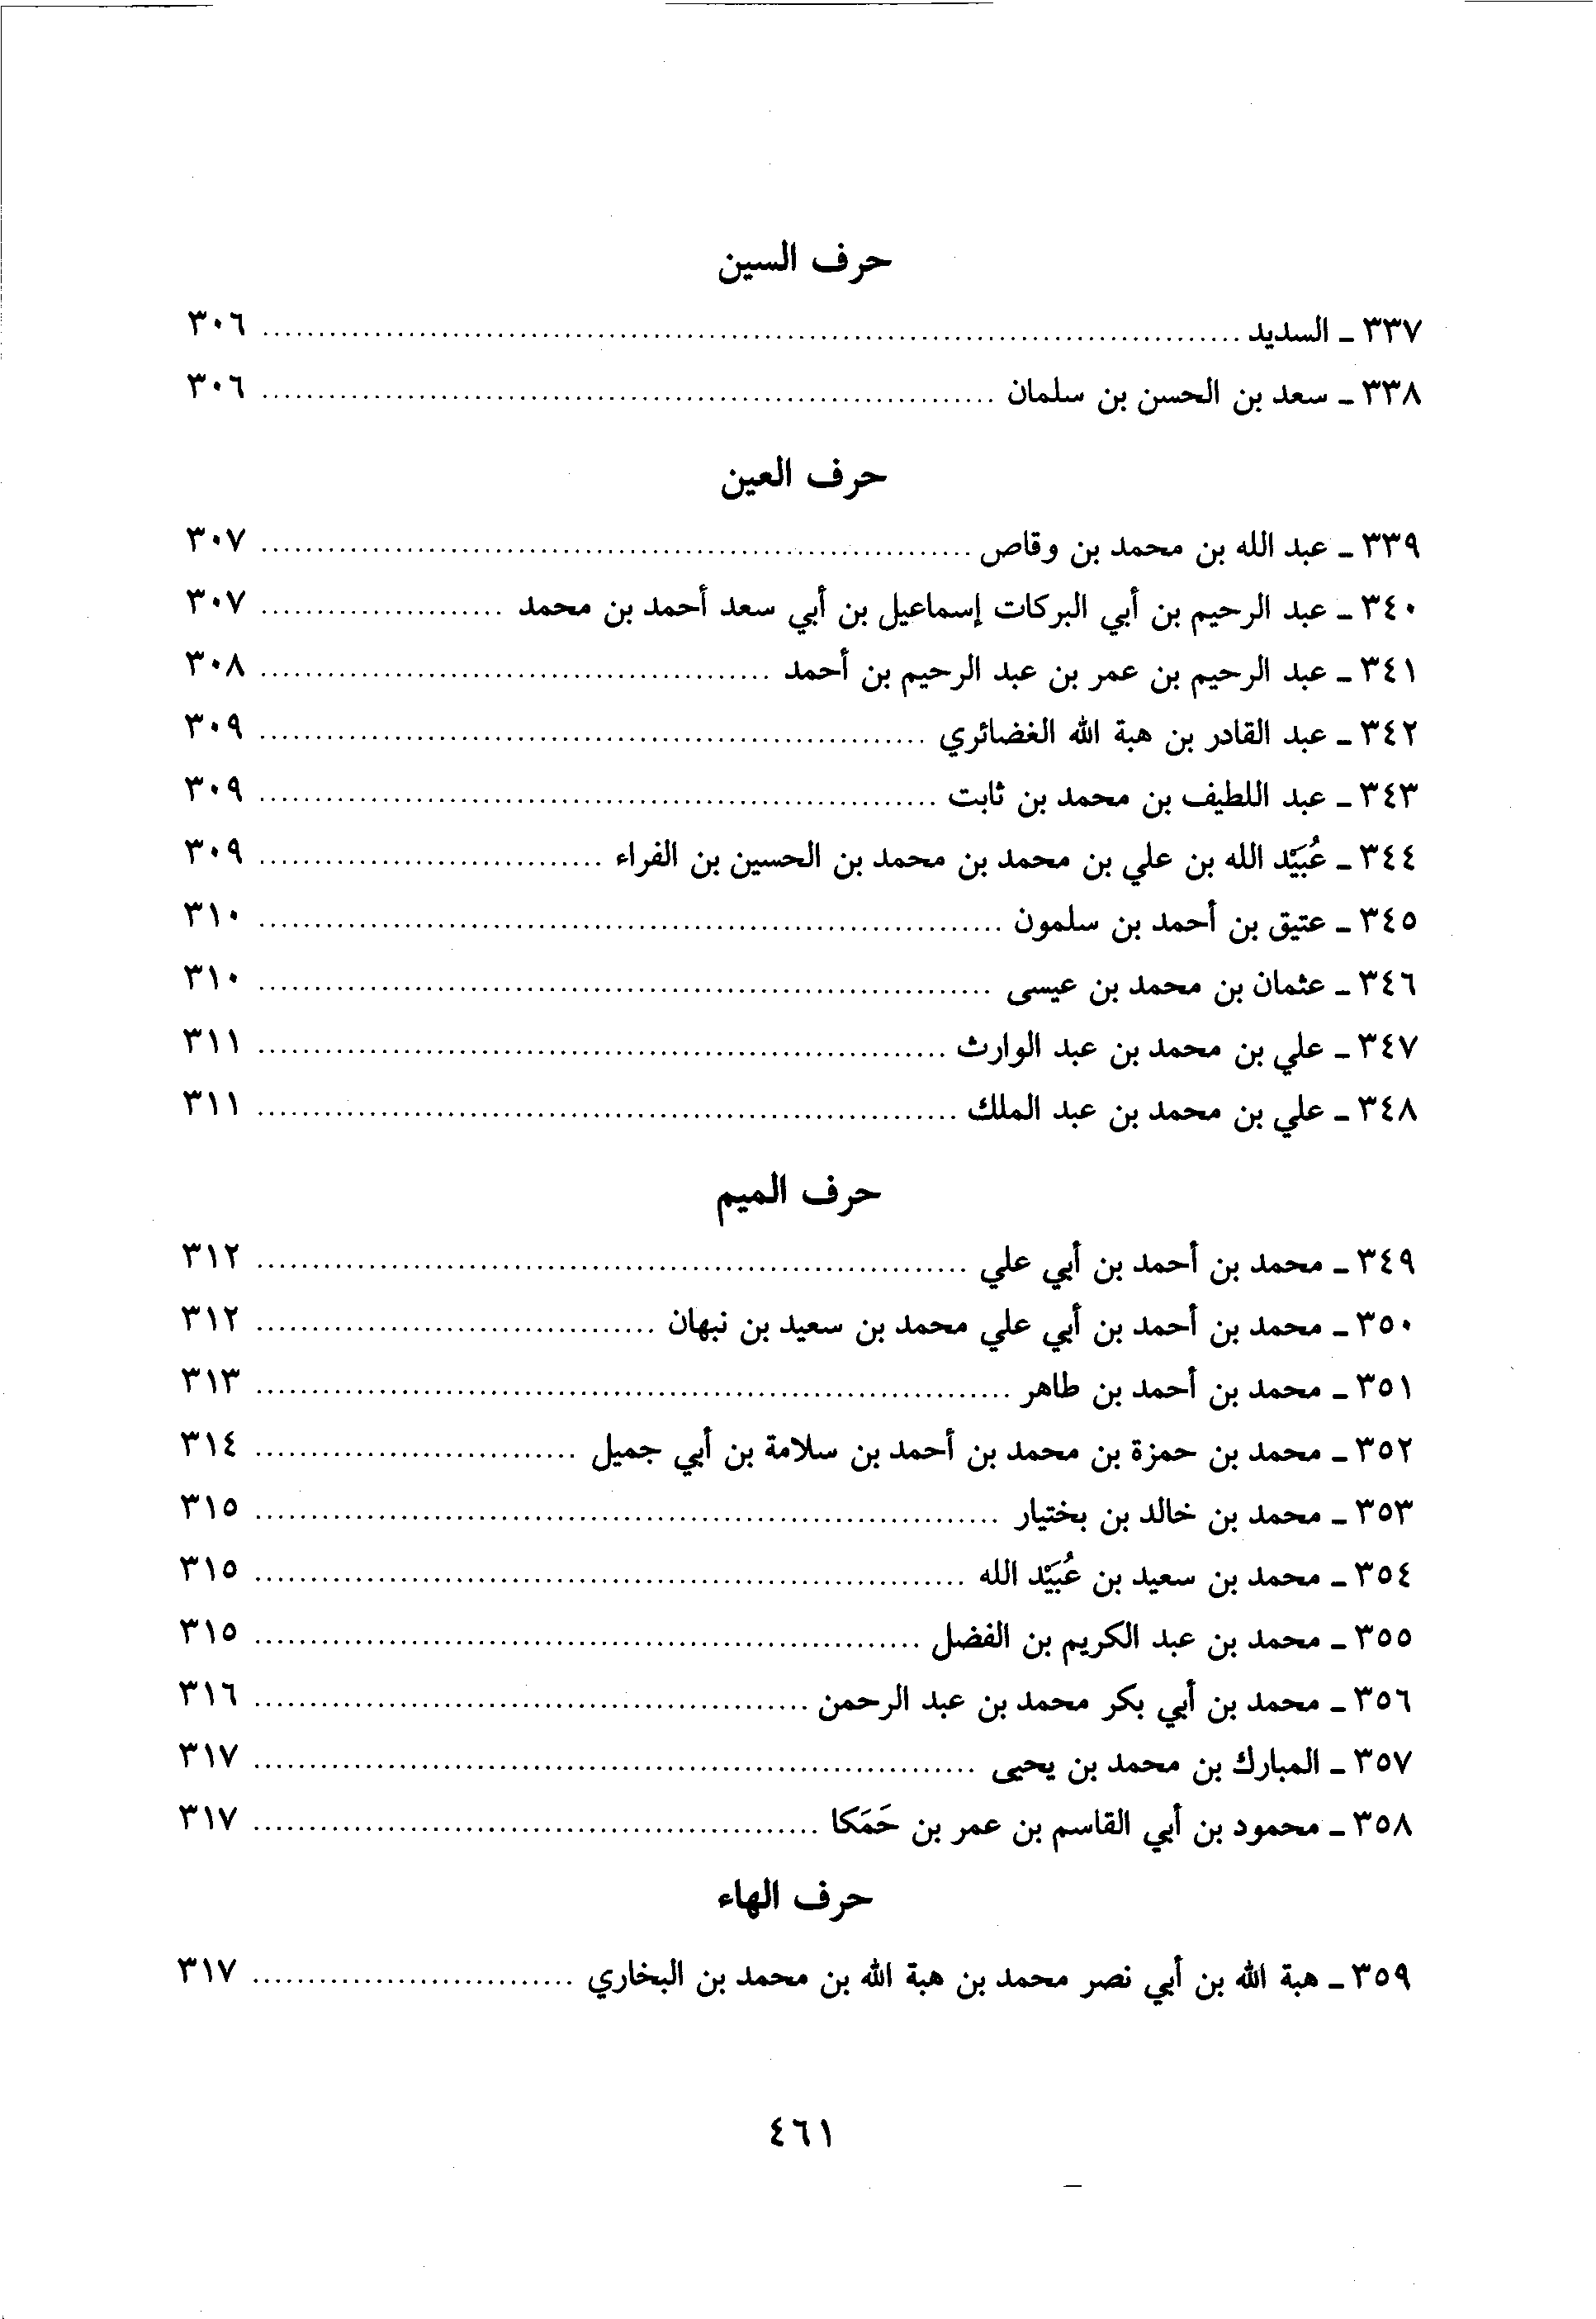 حرف السين
٣٣٧ ـ السديد ........................................ ٣٠٦
٣٣٨ ـ سعد بن الحسن بن سلمان ........................................ ٣٠٦
حرف العين
٣٣٩ ـ عبد الله بن محمد بن وقاص ........................................ ٣٠٧
٣٤٠ ـ عبد الرحيم بن أبي البركات إسماعيل بن أبي سعد أحمد بن محمد ........................................ ٣٠٧
٣٤١ ـ عبد الرحيم بن عمر بن عبد الرحيم بن أحمد ........................................ ٣٠٨
٣٤٢ ـ عبد القادر بن هبة الله الغضائري ........................................ ٣٠٩
٣٤٣ ـ عبد اللطيف بن محمد بن ثابت ........................................ ٣٠٩
٣٤٤ ـ عُبَيْد الله بن علي بن محمد بن محمد بن الحسين بن الفراء ........................................ ٣٠٩
٣٤٥ ـ عتيق بن أحمد بن سلمون ........................................ ٣١٠
٣٤٦ ـ عثمان بن محمد بن عيسى ........................................ ٣١٠
٣٤٧ ـ علي بن محمد بن عبد الوارث ........................................ ٣١١
٣٤٨ ـ علي بن محمد بن عبد الملك ........................................ ٣١١
حرف الميم
٣٤٩ ـ محمد بن أحمد بن أبي علي ........................................ ٣١٢
٣٥٠ ـ محمد بن أحمد بن أبي علي محمد بن سعيد بن نبهان ........................................ ٣١٢
٣٥١ ـ محمد بن أحمد بن طاهر ........................................ ٣١٣
٣٥٢ ـ محمد بن حمزة بن محمد بن أحمد بن سلامة بن أبي جميل ........................................ ٣١٤
٣٥٣ ـ محمد بن خالد بن بختيار ........................................ ٣١٥
٣٥٤ ـ محمد بن سعيد بن عُبَيْد الله ........................................ ٣١٥
٣٥٥ ـ محمد بن عبد الكريم بن الفضل ........................................ ٣١٥
٣٥٦ ـ محمد بن أبي بكر محمد بن عبد الرحمن ........................................ ٣١٦
٣٥٧ ـ المبارك بن محمد بن يحيى ........................................ ٣١٧
٣٥٨ ـ محمود بن أبي القاسم بن عمر بن حَمَكا ........................................ ٣١٧
حرف الهاء
٣٥٩ ـ هبة الله بن أبي نصر محمد بن هبة الله بن محمد بن البخاري ........................................ ٣١٧
٤٦١